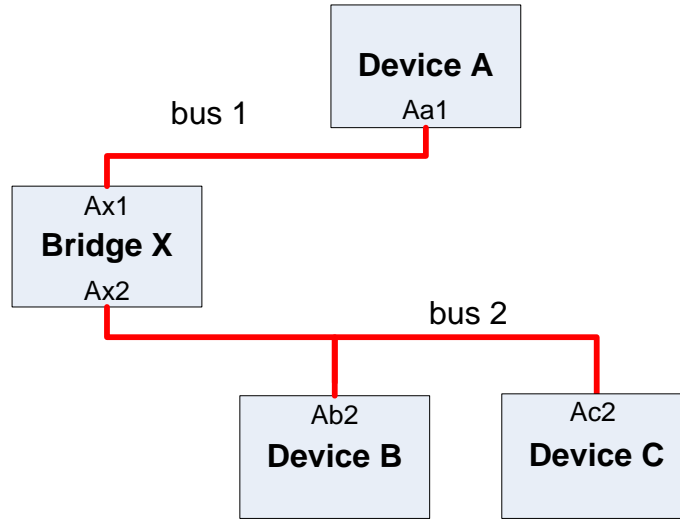 Device A
Aa1
bus 1
Ax1
Bridge X
Ax2
bus 2
Ab2
Device B
Ac2
Device C